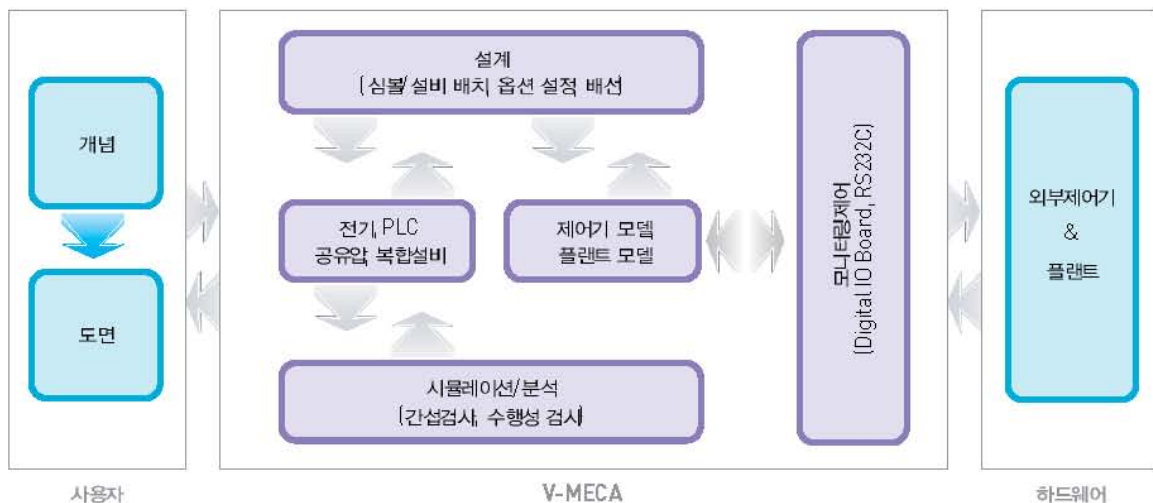 개념
도면
설계
(심볼/설비 배치, 옵션 설정, 배선)
전기, PLC
공유압, 복합설비
제어기 모델,
플랜트 모델
시뮬레이션/분석
(간섭검사, 수행성 검사)
모니터링제어
(Digital IO Board, RS232C)
외부제어기
&
플랜트
사용자
V-MECA
하드웨어